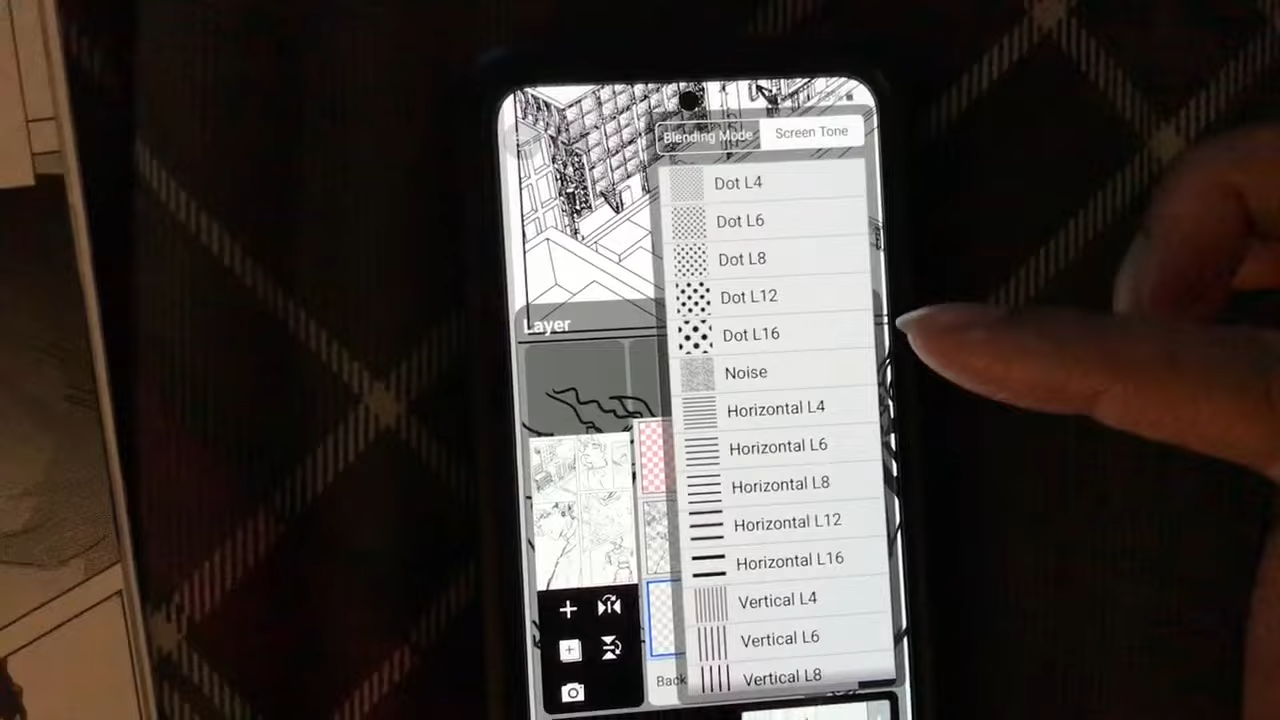 Blending Mode
Screen Tone
Dot L4
Dot L6
Dot L8
Dot L12
Layer
Dot L16
Noise
Horizontal L4
Horizontal L6
Horizontal L8
Horizontal L12
Horizontal L16
Vertical L4
Vertical L6
Back
Vertical L8